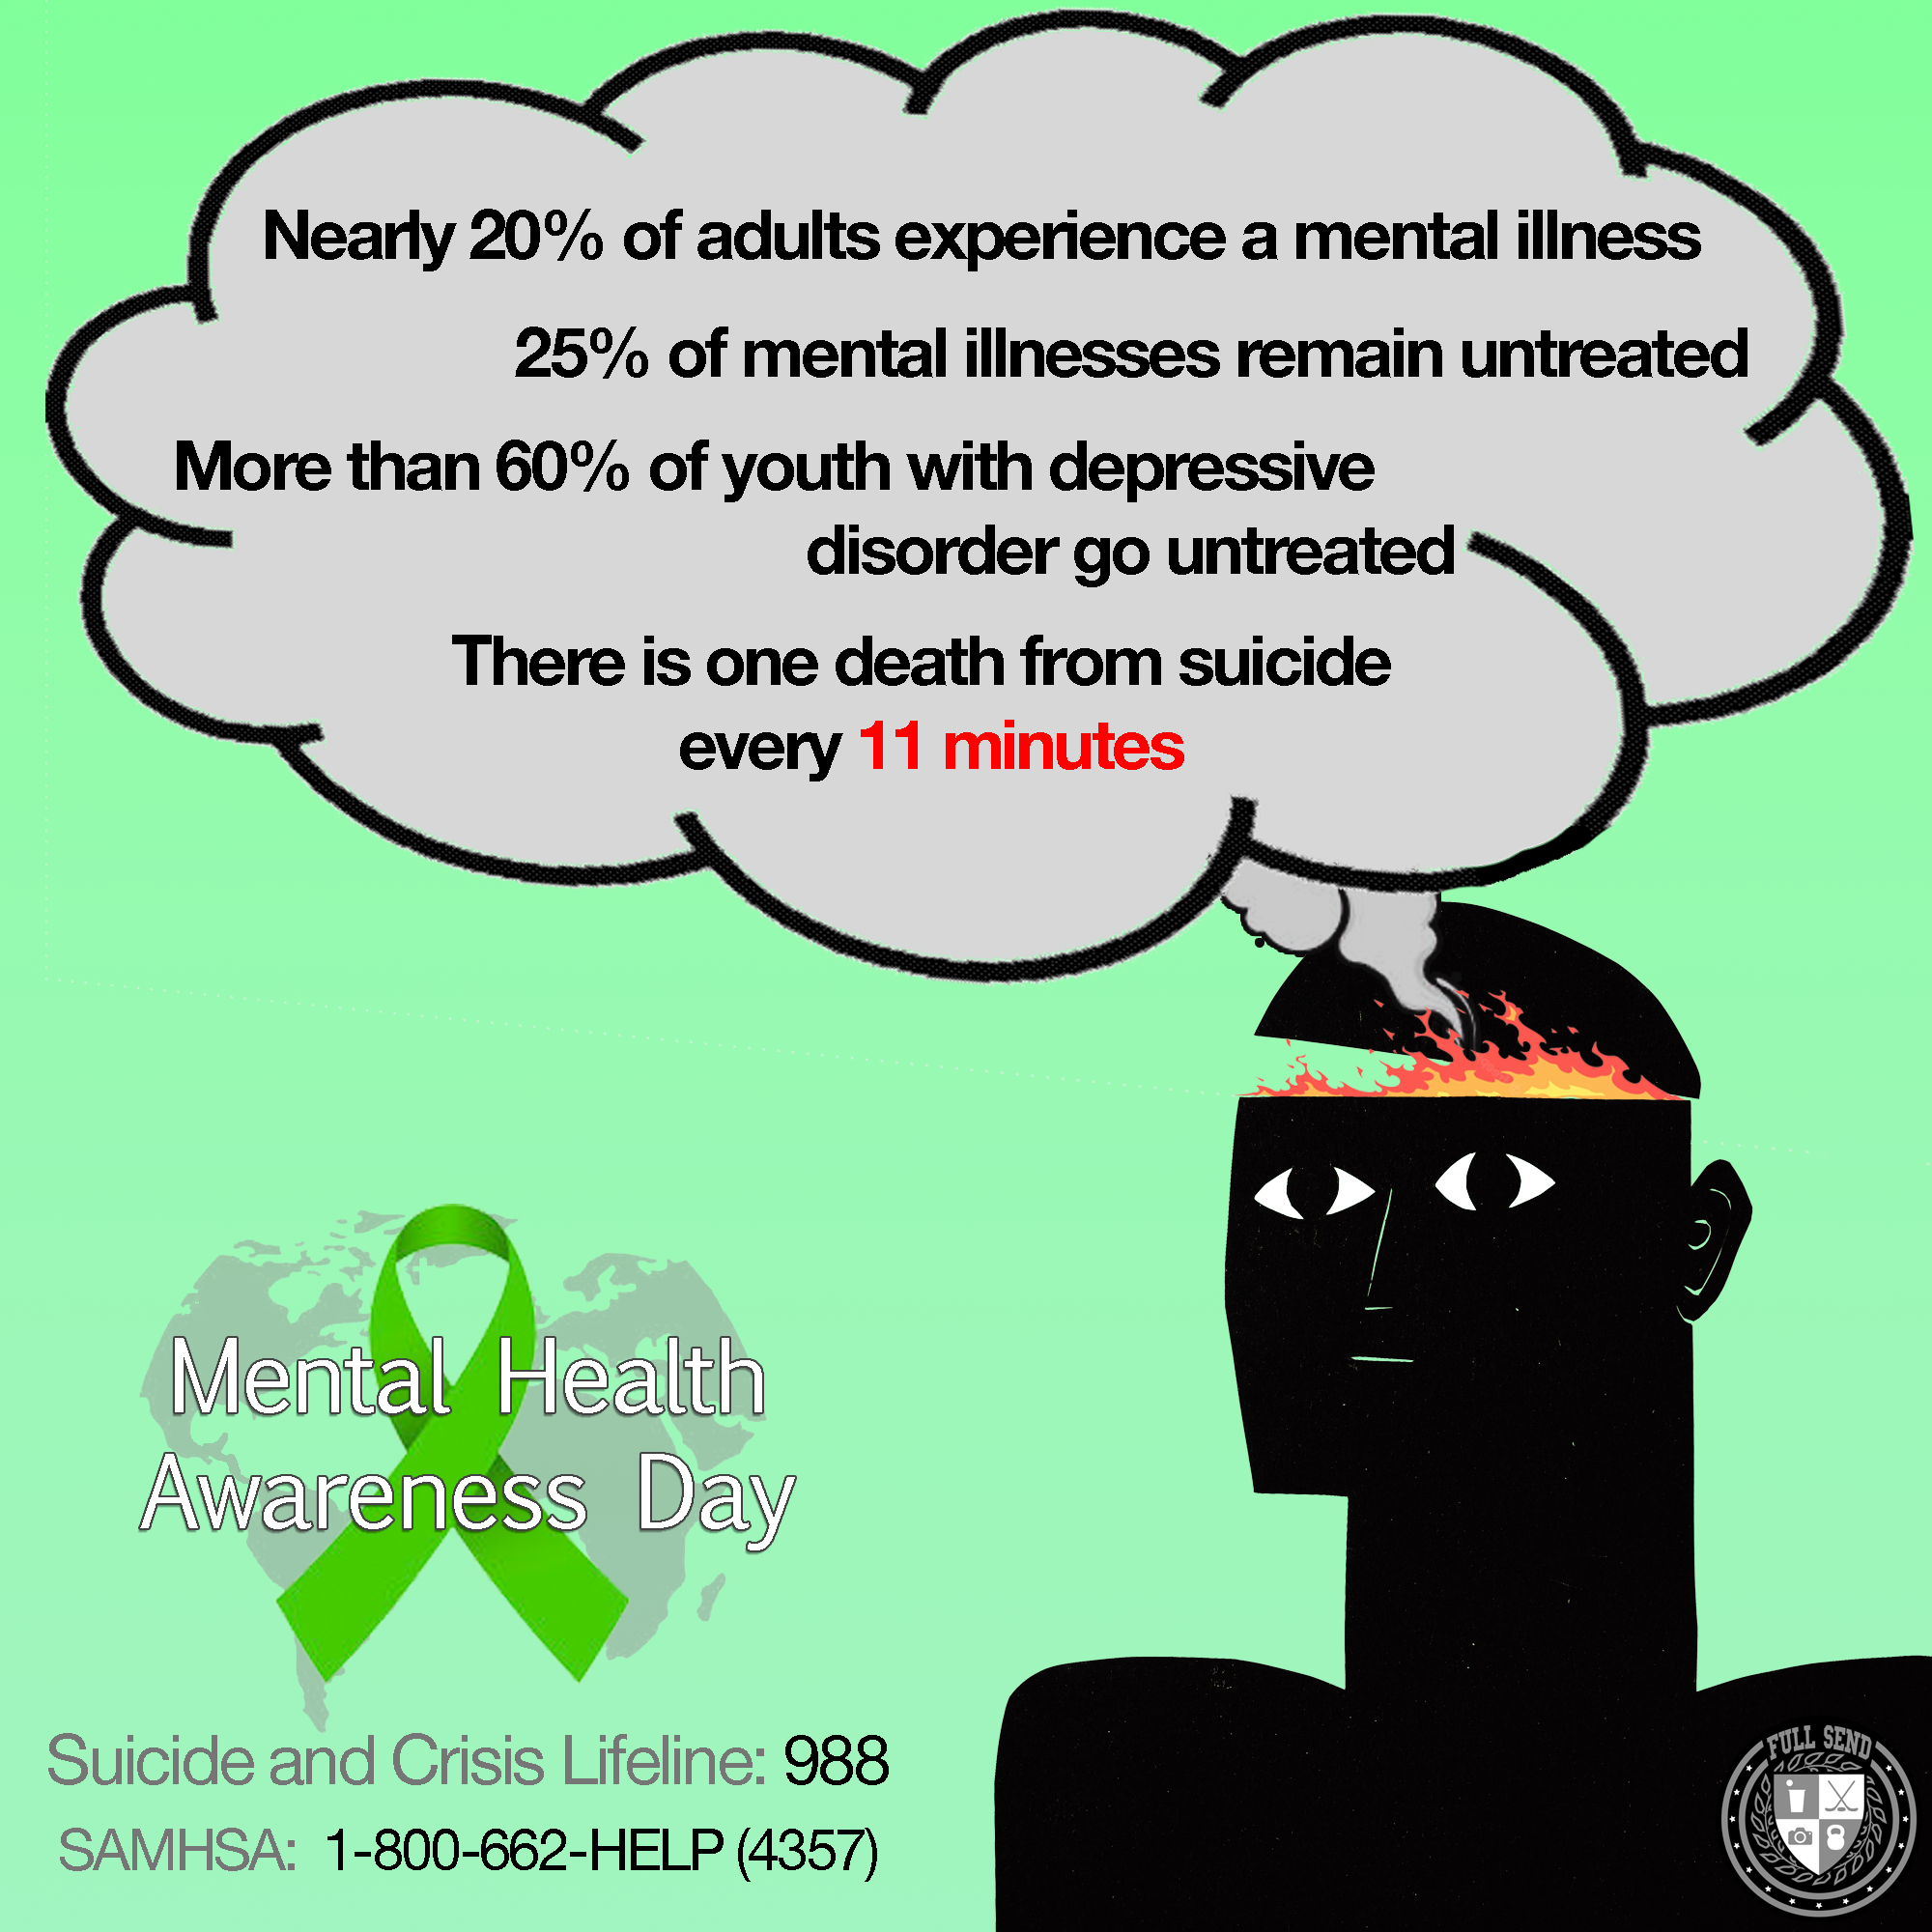 Nearly 20% of adults experience a mental illness
25% of mental illnesses remain untreated
More than 60% of youth with depressive
disorder go untreated
There is one death from suicide
every 11 minutes
Mental Health
Awareness Day
Suicide and Crisis Lifeline: 988
SAMHSA: 1-800-662-HELP (4357)
FULL SEND